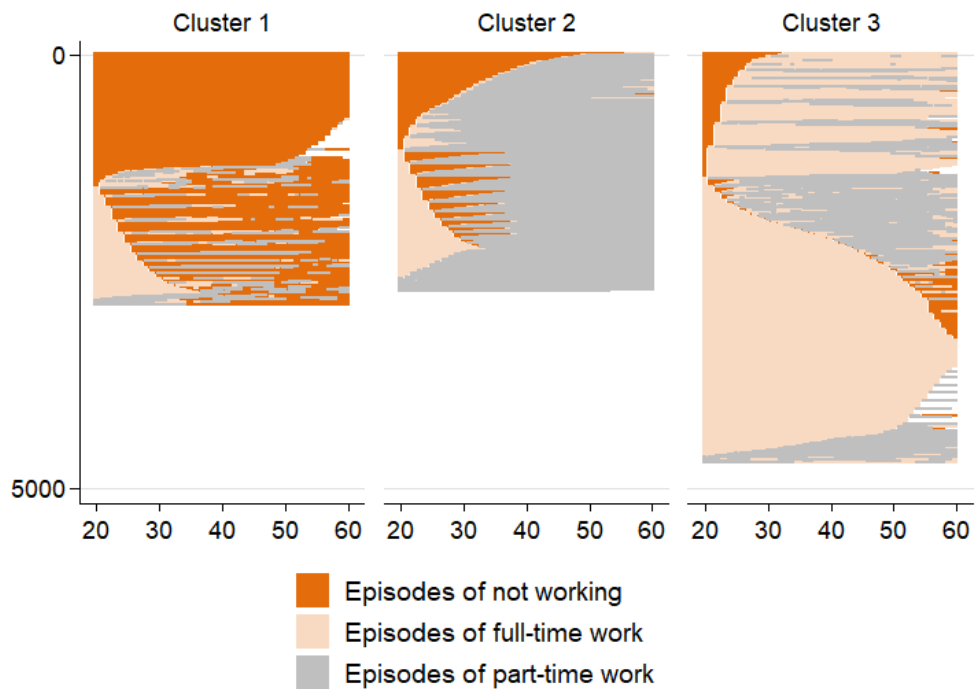 Cluster 1 Cluster 2 Cluster 3
0
5000
20 30 40 50 60 20 30 40 50 60 20 30 40 50 60
Episodes of not working
Episodes of full-time work
Episodes of part-time work